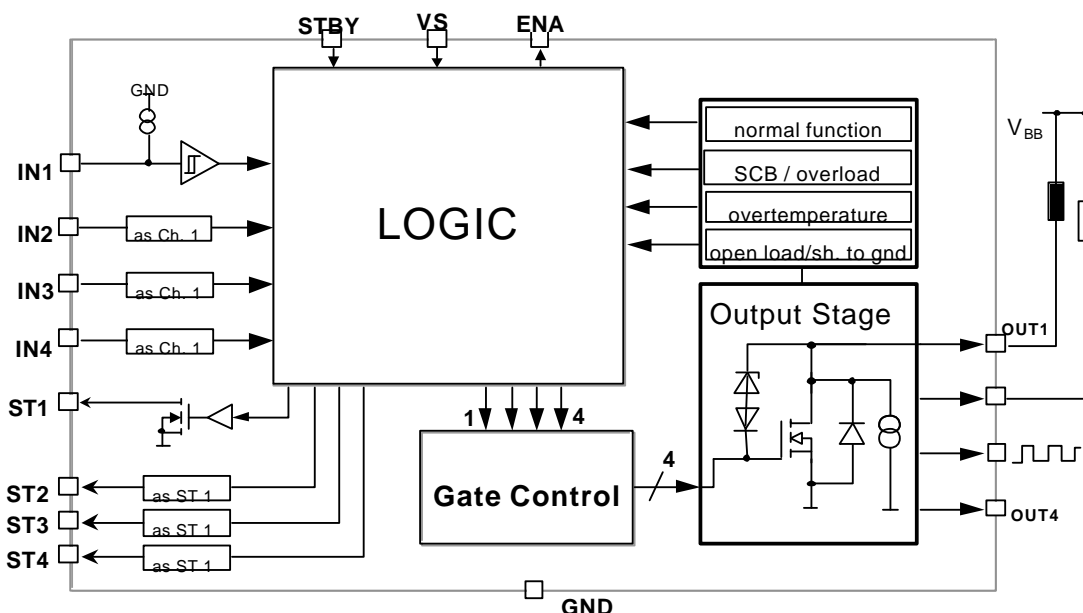 STBY VS ENA
GND
IN1
IN2 as Ch. 1
IN3 as Ch. 1
IN4 as Ch. 1
LOGIC
normal function
SCB / overload
overtemperature
open load/sh. to gnd
VBB
Output Stage
OUT1
OUT4
ST1
ST2 as ST 1
ST3 as ST 1
ST4 as ST 1
1 4
Gate Control
4
GND